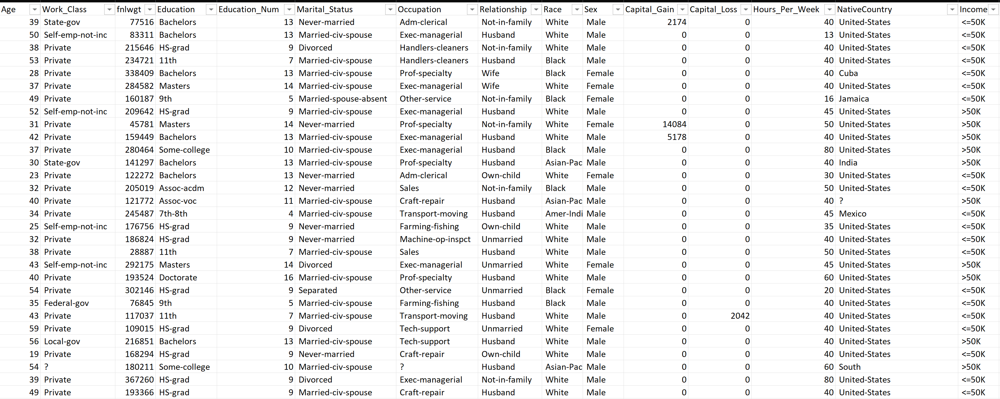 Age Work_Class fnlwgt Education Education_Num Marital_Status Occupation Relationship Race Sex Capital_Gain Capital_Loss Hours_Per_Week NativeCountry Income
39 State-gov 77516 Bachelors 13 Never-married Adm-clerical Not-in-family White Male 2174 0 40 United-States <=50K
50 Self-emp-not-inc 83311 Bachelors 13 Married-civ-spouse Exec-managerial Husband White Male 0 0 13 United-States <=50K
38 Private 215646 HS-grad 9 Divorced Handlers-cleaners Not-in-family White Male 0 0 40 United-States <=50K
53 Private 234721 11th 7 Married-civ-spouse Handlers-cleaners Husband Black Male 0 0 40 United-States <=50K
28 Private 338409 Bachelors 13 Married-civ-spouse Prof-specialty Wife Black Female 0 0 40 Cuba <=50K
37 Private 284582 Masters 14 Married-civ-spouse Exec-managerial Wife White Female 0 0 40 United-States <=50K
49 Private 160187 9th 5 Married-spouse-absent Other-service Not-in-family Black Female 0 0 16 Jamaica <=50K
52 Self-emp-not-inc 209642 HS-grad 9 Married-civ-spouse Exec-managerial Husband White Male 0 0 45 United-States >50K
31 Private 45781 Masters 14 Never-married Prof-specialty Not-in-family White Female 14084 0 50 United-States >50K
42 Private 159449 Bachelors 13 Married-civ-spouse Exec-managerial Husband White Male 5178 0 40 United-States >50K
37 Private 280464 Some-college 10 Married-civ-spouse Exec-managerial Husband Black Male 0 0 80 United-States >50K
30 State-gov 141297 Bachelors 13 Married-civ-spouse Prof-specialty Husband Asian-Pac Male 0 0 40 India >50K
23 Private 122272 Bachelors 13 Never-married Adm-clerical Own-child White Female 0 0 30 United-States <=50K
32 Private 205019 Assoc-acdm 12 Never-married Sales Not-in-family Black Male 0 0 50 United-States <=50K
40 Private 121772 Assoc-voc 11 Married-civ-spouse Craft-repair Husband Asian-Pac Male 0 0 40 ? >50K
34 Private 245487 7th-8th 4 Married-civ-spouse Transport-moving Husband Amer-Indi Male 0 0 45 Mexico <=50K
25 Self-emp-not-inc 176756 HS-grad 9 Never-married Farming-fishing Own-child White Male 0 0 35 United-States <=50K
32 Private 186824 HS-grad 9 Never-married Machine-op-inspct Unmarried White Male 0 0 40 United-States <=50K
38 Private 28887 11th 7 Married-civ-spouse Sales Husband White Male 0 0 50 United-States <=50K
43 Self-emp-not-inc 292175 Masters 14 Divorced Exec-managerial Unmarried White Female 0 0 45 United-States >50K
40 Private 193524 Doctorate 16 Married-civ-spouse Prof-specialty Husband White Male 0 0 60 United-States >50K
54 Private 302146 HS-grad 9 Separated Other-service Unmarried Black Female 0 0 20 United-States <=50K
35 Federal-gov 76845 9th 5 Married-civ-spouse Farming-fishing Husband Black Male 0 0 40 United-States <=50K
43 Private 117037 11th 7 Married-civ-spouse Transport-moving Husband White Male 0 2042 40 United-States <=50K
59 Private 109015 HS-grad 9 Divorced Tech-support Unmarried White Female 0 0 40 United-States <=50K
56 Local-gov 216851 Bachelors 13 Married-civ-spouse Tech-support Husband White Male 0 0 40 United-States >50K
19 Private 168294 HS-grad 9 Never-married Craft-repair Own-child White Male 0 0 40 United-States <=50K
54 ? 180211 Some-college 10 Married-civ-spouse ? Husband Asian-Pac Male 0 0 60 South >50K
39 Private 367260 HS-grad 9 Divorced Exec-managerial Not-in-family White Male 0 0 80 United-States <=50K
49 Private 193366 HS-grad 9 Married-civ-spouse Craft-repair Husband White Male 0 0 40 United-States <=50K